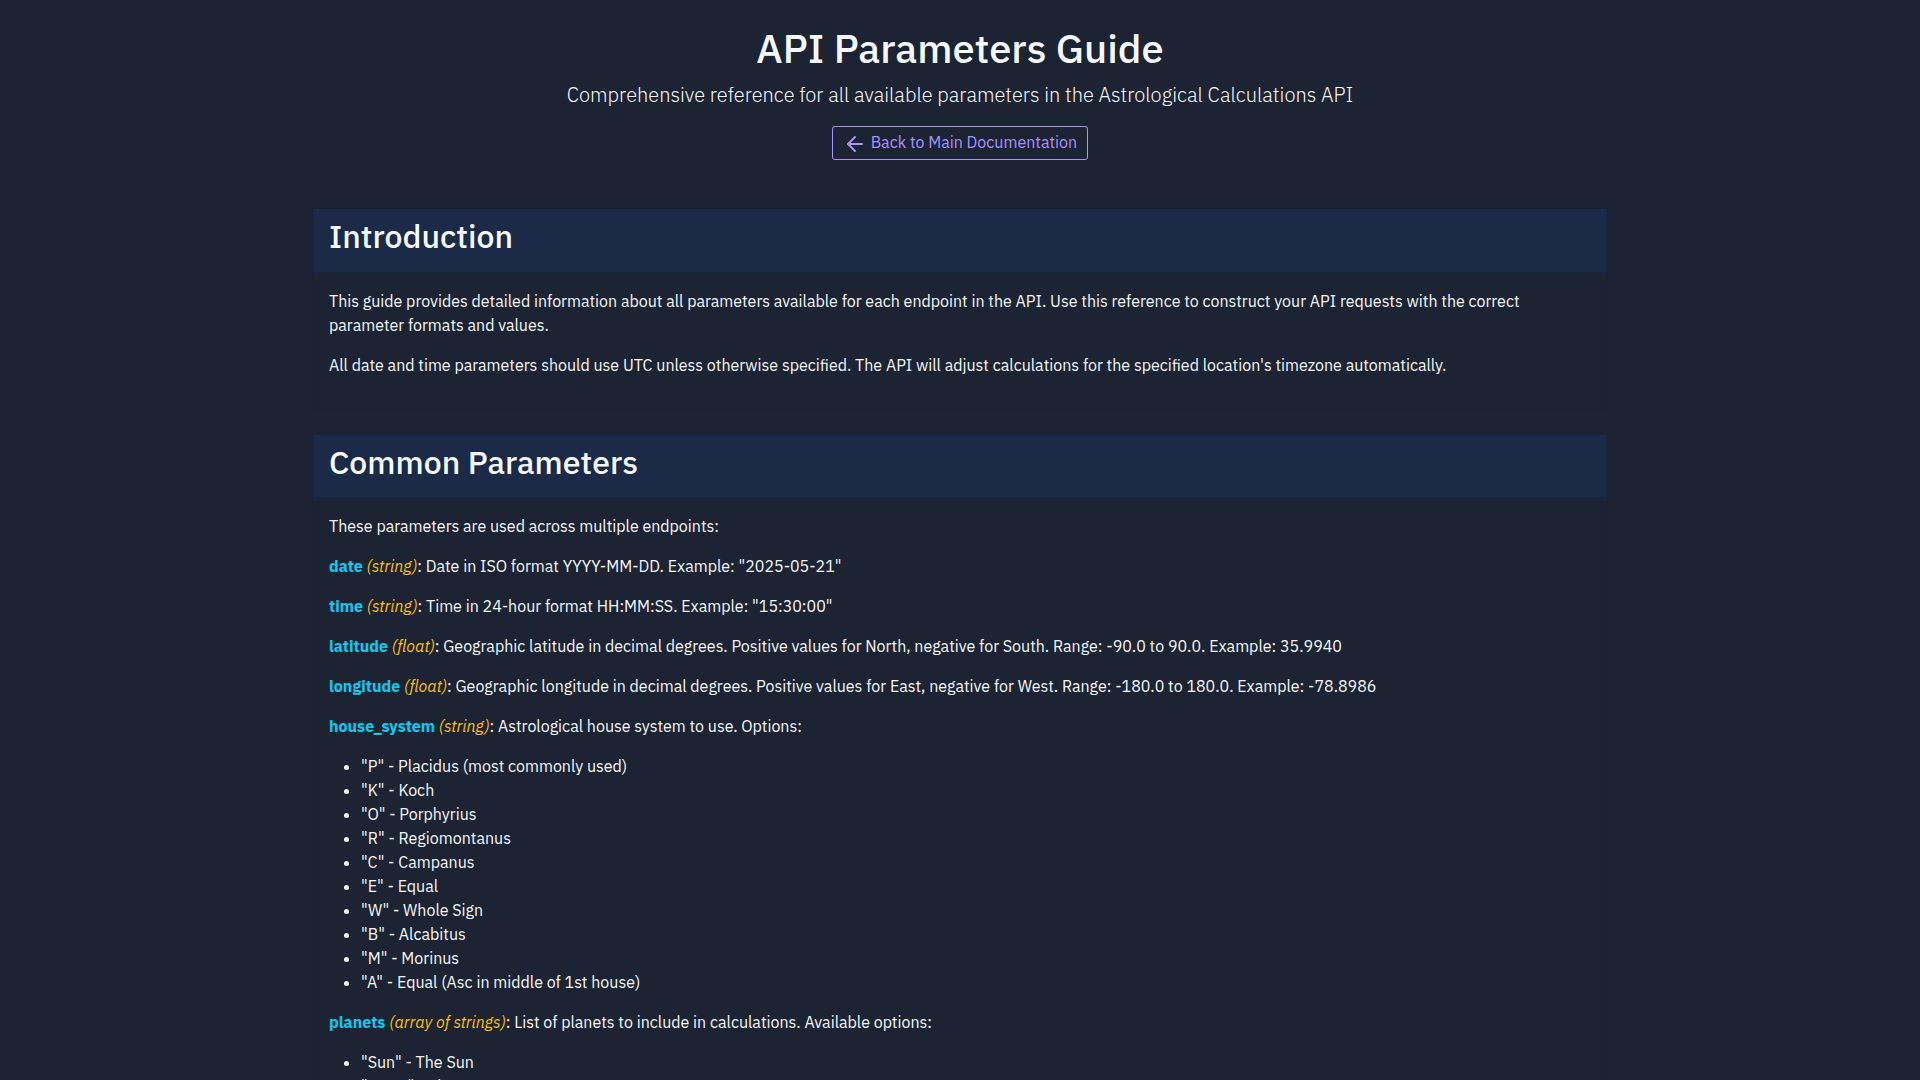 API Parameters Guide
Comprehensive reference for all available parameters in the Astrological Calculations API
Back to Main Documentation
Introduction
This guide provides detailed information about all parameters available for each endpoint in the API. Use this reference to construct your API requests with the correct
parameter formats and values.
All date and time parameters should use UTC unless otherwise specified. The API will adjust calculations for the specified location's timezone automatically.
Common Parameters
These parameters are used across multiple endpoints:
date (string): Date in ISO format YYYY-MM-DD. Example: "2025-05-21"
time (string): Time in 24-hour format HH:MM:SS. Example: "15:30:00"
latitude (float): Geographic latitude in decimal degrees. Positive values for North, negative for South. Range: -90.0 to 90.0. Example: 35.9940
longitude (float): Geographic longitude in decimal degrees. Positive values for East, negative for West. Range: -180.0 to 180.0. Example: -78.8986
house_system (string): Astrological house system to use. Options:
• "P" - Placidus (most commonly used)
• "K" - Koch
• "O" - Porphyrius
• "R" - Regiomontanus
• "C" - Campanus
• "E" - Equal
• "W" - Whole Sign
• "B" - Alcabitus
• "M" - Morinus
• "A" - Equal (Asc in middle of 1st house)
planets (array of strings): List of planets to include in calculations. Available options:
• "Sun" - The Sun